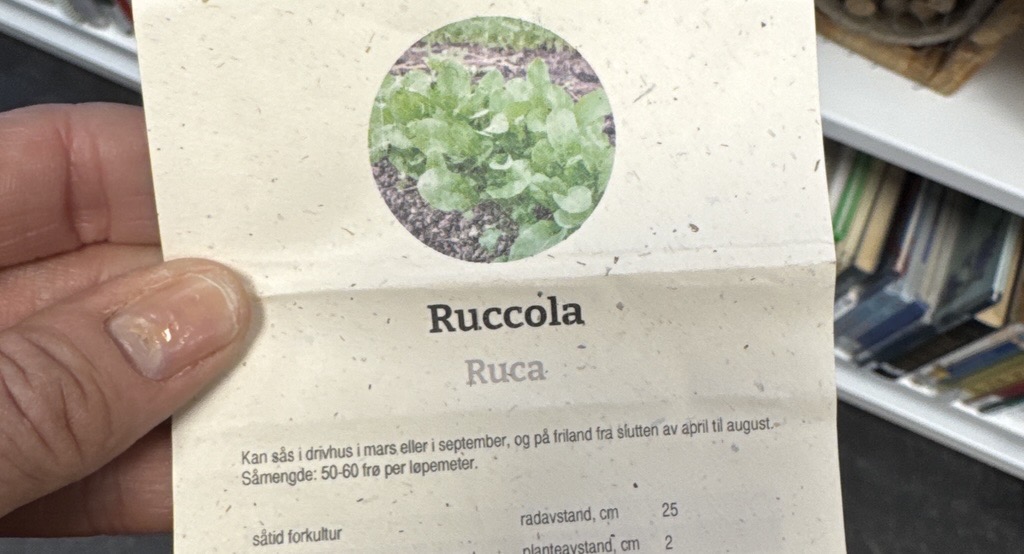 Ruccola
Ruca
Kan sås i drivhus i mars eller i september, og på friland fra slutten av april til august.
Såmengde: 50-60 frø per løpemeter.
såtid forkultur
radavstand, cm 25
planteavstand, cm 2